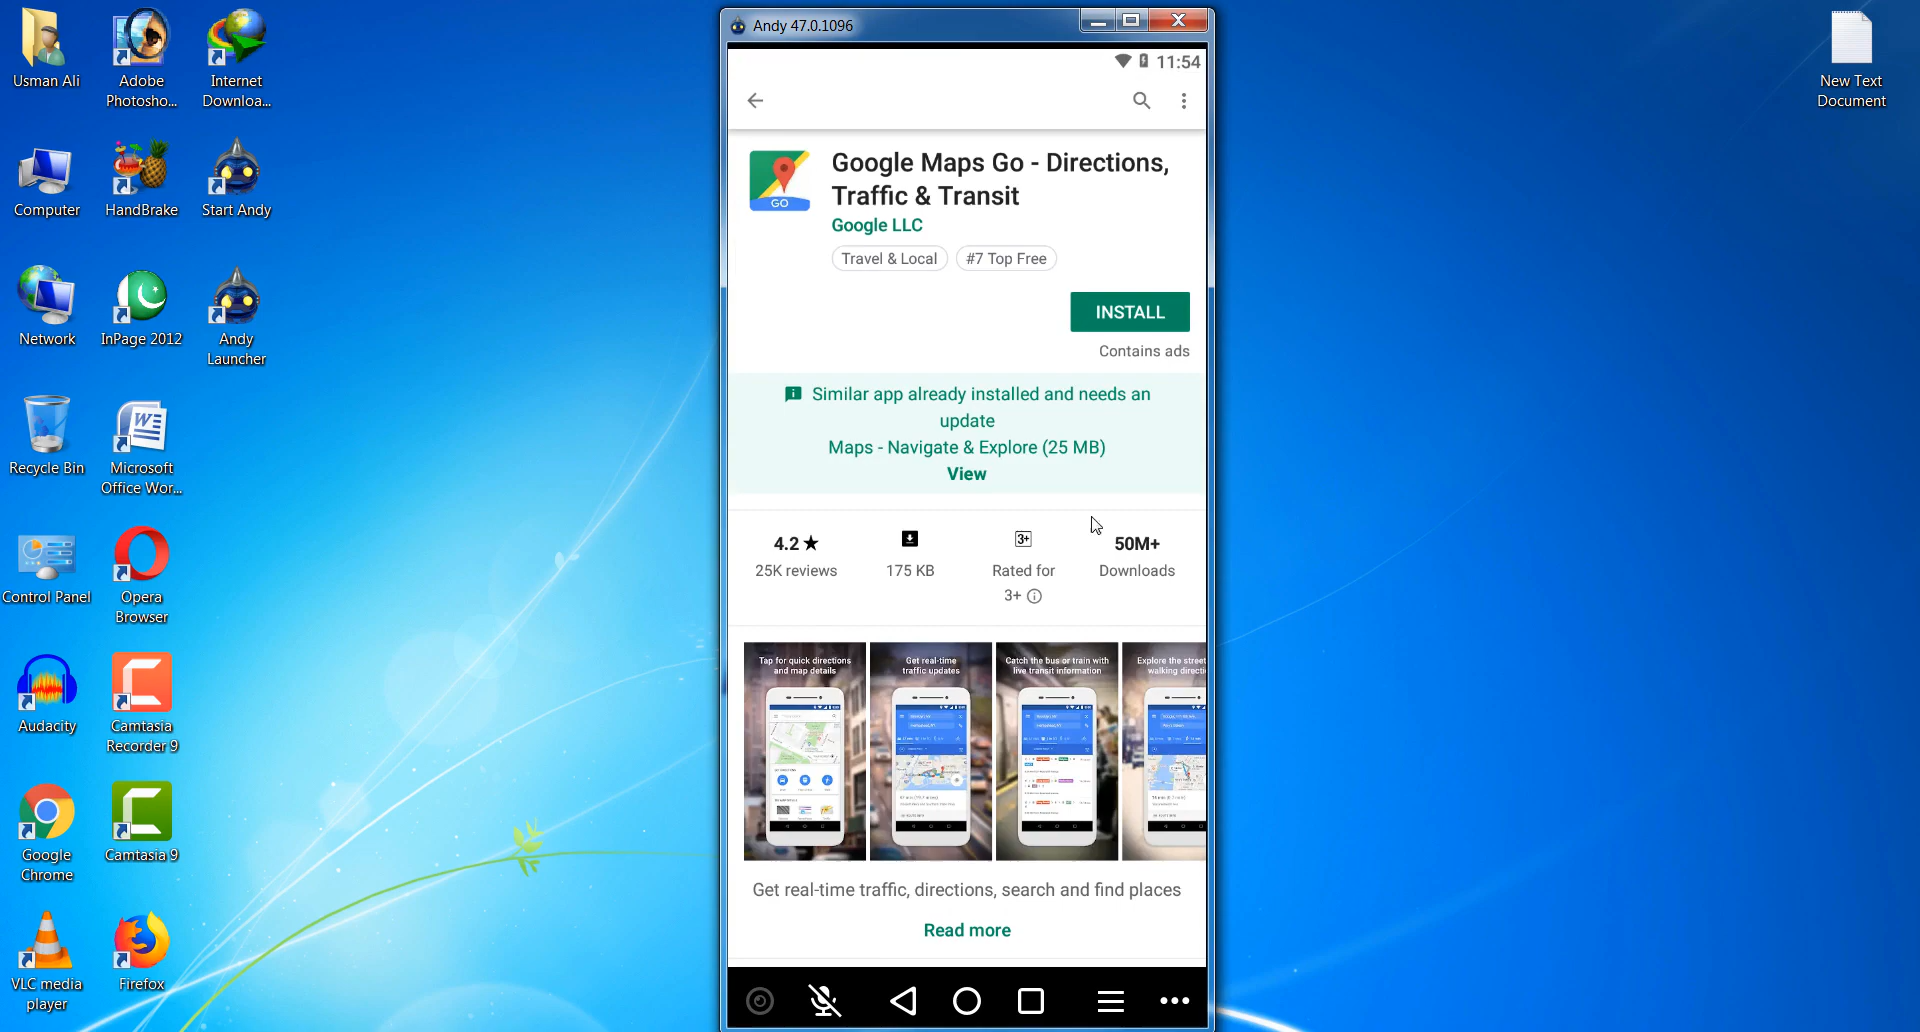 Usman Ali
Adobe
Photosho...
Internet
Downloa...
Computer
HandBrake
Start Andy
Network
InPage 2012
Andy
Launcher
Recycle Bin
Microsoft
Office Wor...
Control Panel
Opera
Browser
Audacity
Camtasia
Recorder 9
Google
Chrome
Camtasia 9
VLC media
player
Firefox
Andy 47.0.1096
11:54
GO
Google Maps Go - Directions,
Traffic & Transit
Google LLC
Travel & Local
#7 Top Free
INSTALL
Contains ads
Similar app already installed and needs an
update
Maps - Navigate & Explore (25 MB)
View
4.2★
25K reviews
175 KB
3+
Rated for
3+
50M+
Downloads
Tap for quick directions
and map details
Get real-time
traffic updates
Catch the bus or train with
live transit information
Explore the street
walking directi
Get real-time traffic, directions, search and find places
Read more
New Text
Document